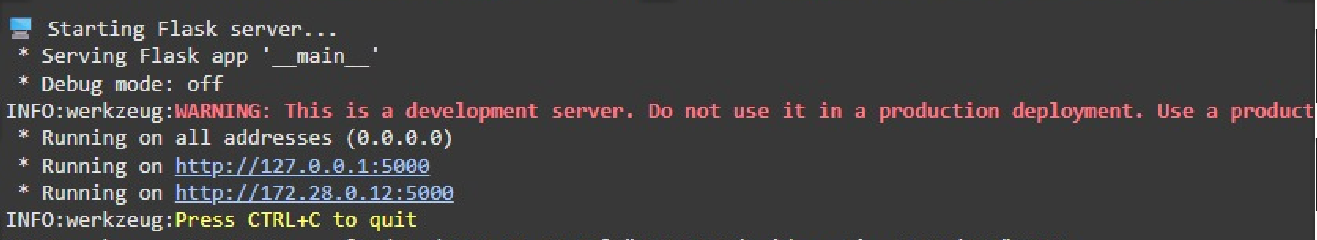 Starting Flask server...
* Serving Flask app '__main__'
* Debug mode: off
INFO:werkzeug:WARNING: This is a development server. Do not use it in a production deployment. Use a product
* Running on all addresses (0.0.0.0)
* Running on http://127.0.0.1:5000
* Running on http://172.28.0.12:5000
INFO:werkzeug:Press CTRL+C to quit